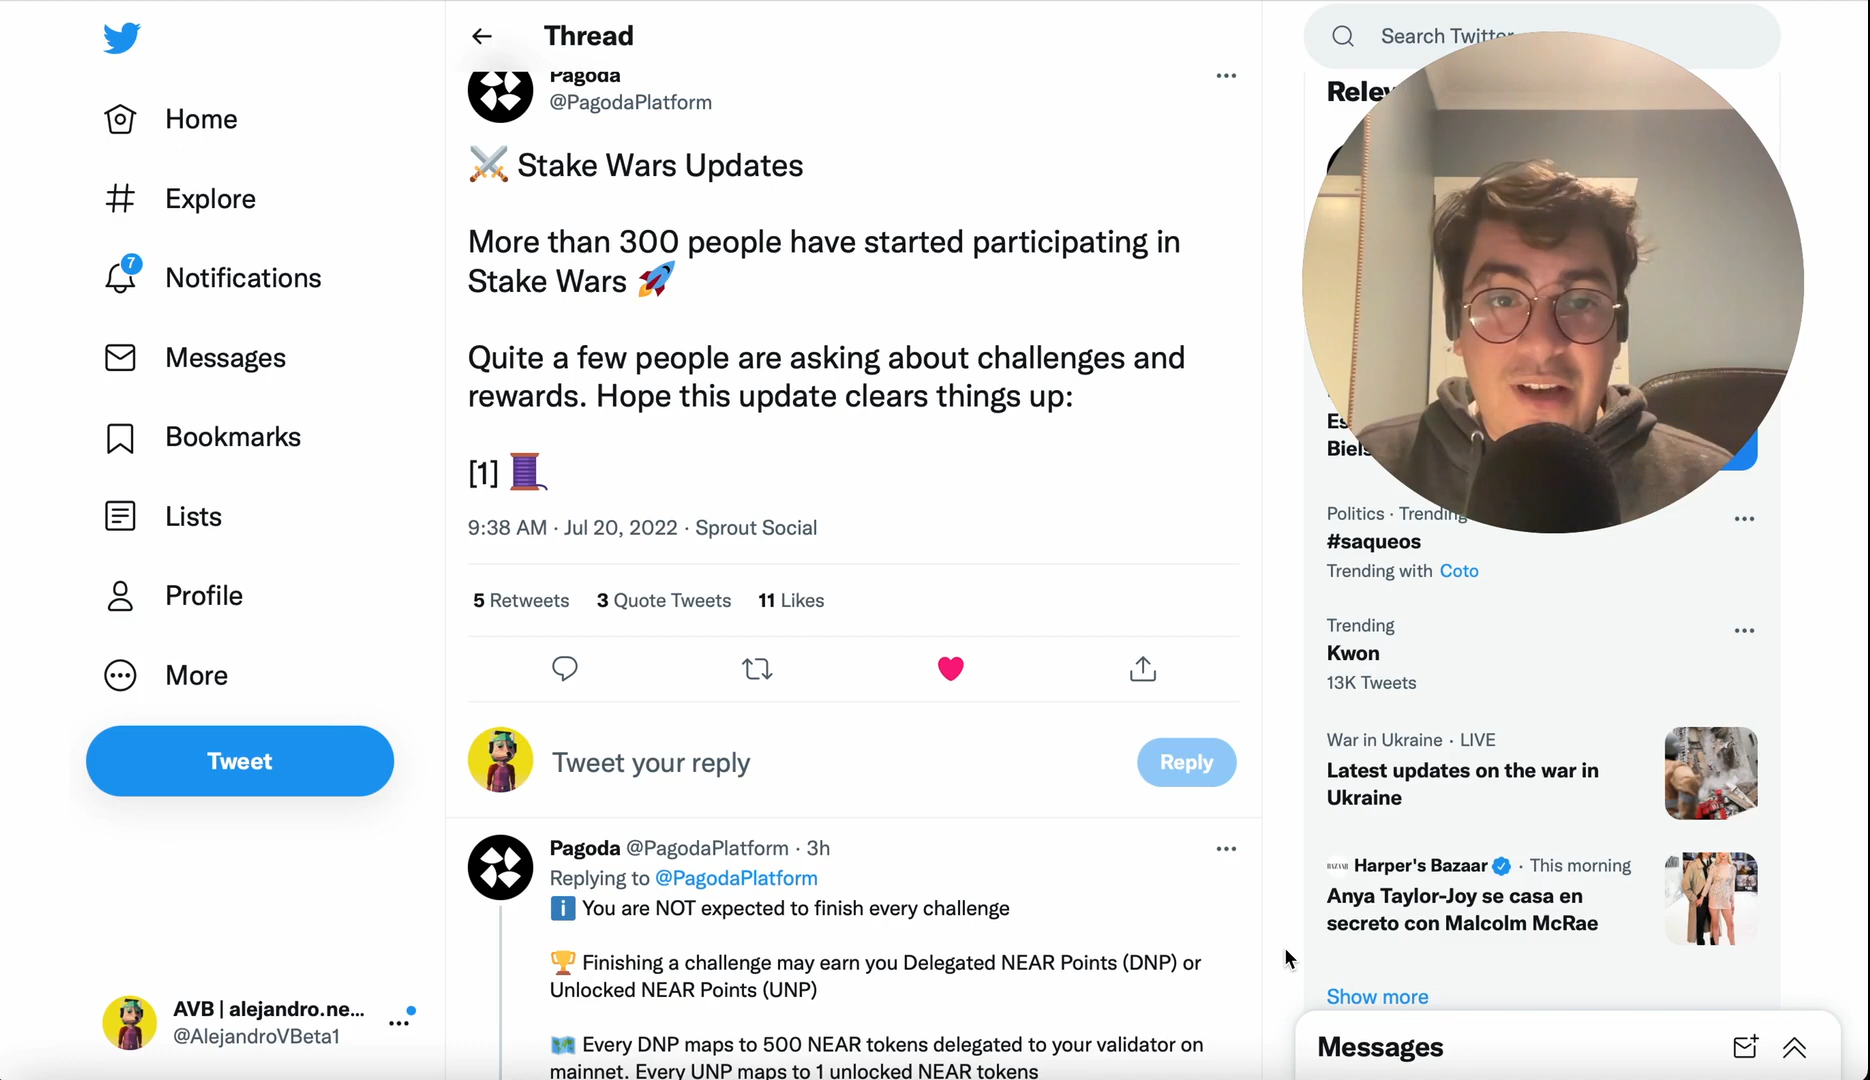 Home
Explore
7
Notifications
Messages
Bookmarks
Lists
Profile
More
Tweet
AVB | alejandro.ne...
@AlejandroVBeta1
Thread
Pagoda
@PagodaPlatform
Stake Wars Updates
More than 300 people have started participating in
Stake Wars
Quite a few people are asking about challenges and
rewards. Hope this update clears things up:
[1]
9:38 AM · Jul 20, 2022 · Sprout Social
5 Retweets 3 Quote Tweets 11 Likes
Tweet your reply
Reply
Pagoda @PagodaPlatform · 3h
Replying to @PagodaPlatform
You are NOT expected to finish every challenge
Finishing a challenge may earn you Delegated NEAR Points (DNP) or
Unlocked NEAR Points (UNP)
Every DNP maps to 500 NEAR tokens delegated to your validator on
mainnet. Every UNP maps to 1 unlocked NEAR tokens
Search Twitter
Politics · Trending
#saqueos
Trending with Coto
Trending
Kwon
13K Tweets
War in Ukraine · LIVE
Latest updates on the war in
Ukraine
BAZAAR Harper's Bazaar · This morning
Anya Taylor-Joy se casa en
secreto con Malcolm McRae
Show more
Messages